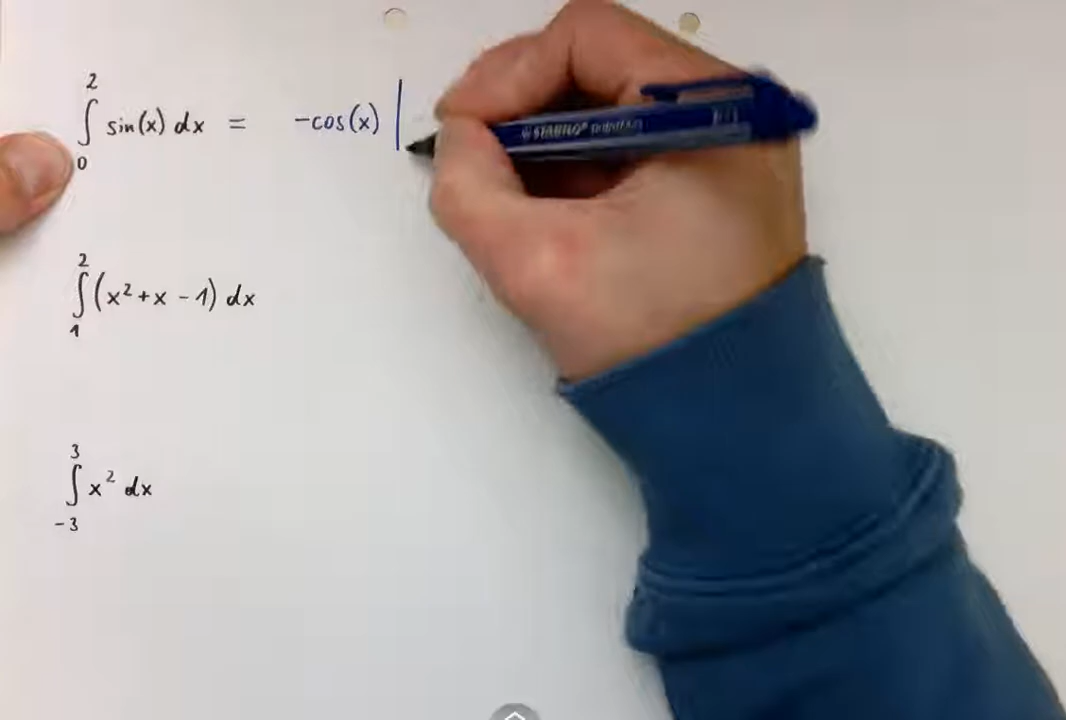 2
∫ sin(x) dx = -cos(x) |
0
2
∫ (x² + x - 1) dx
1
3
∫ x² dx
-3
STABILO